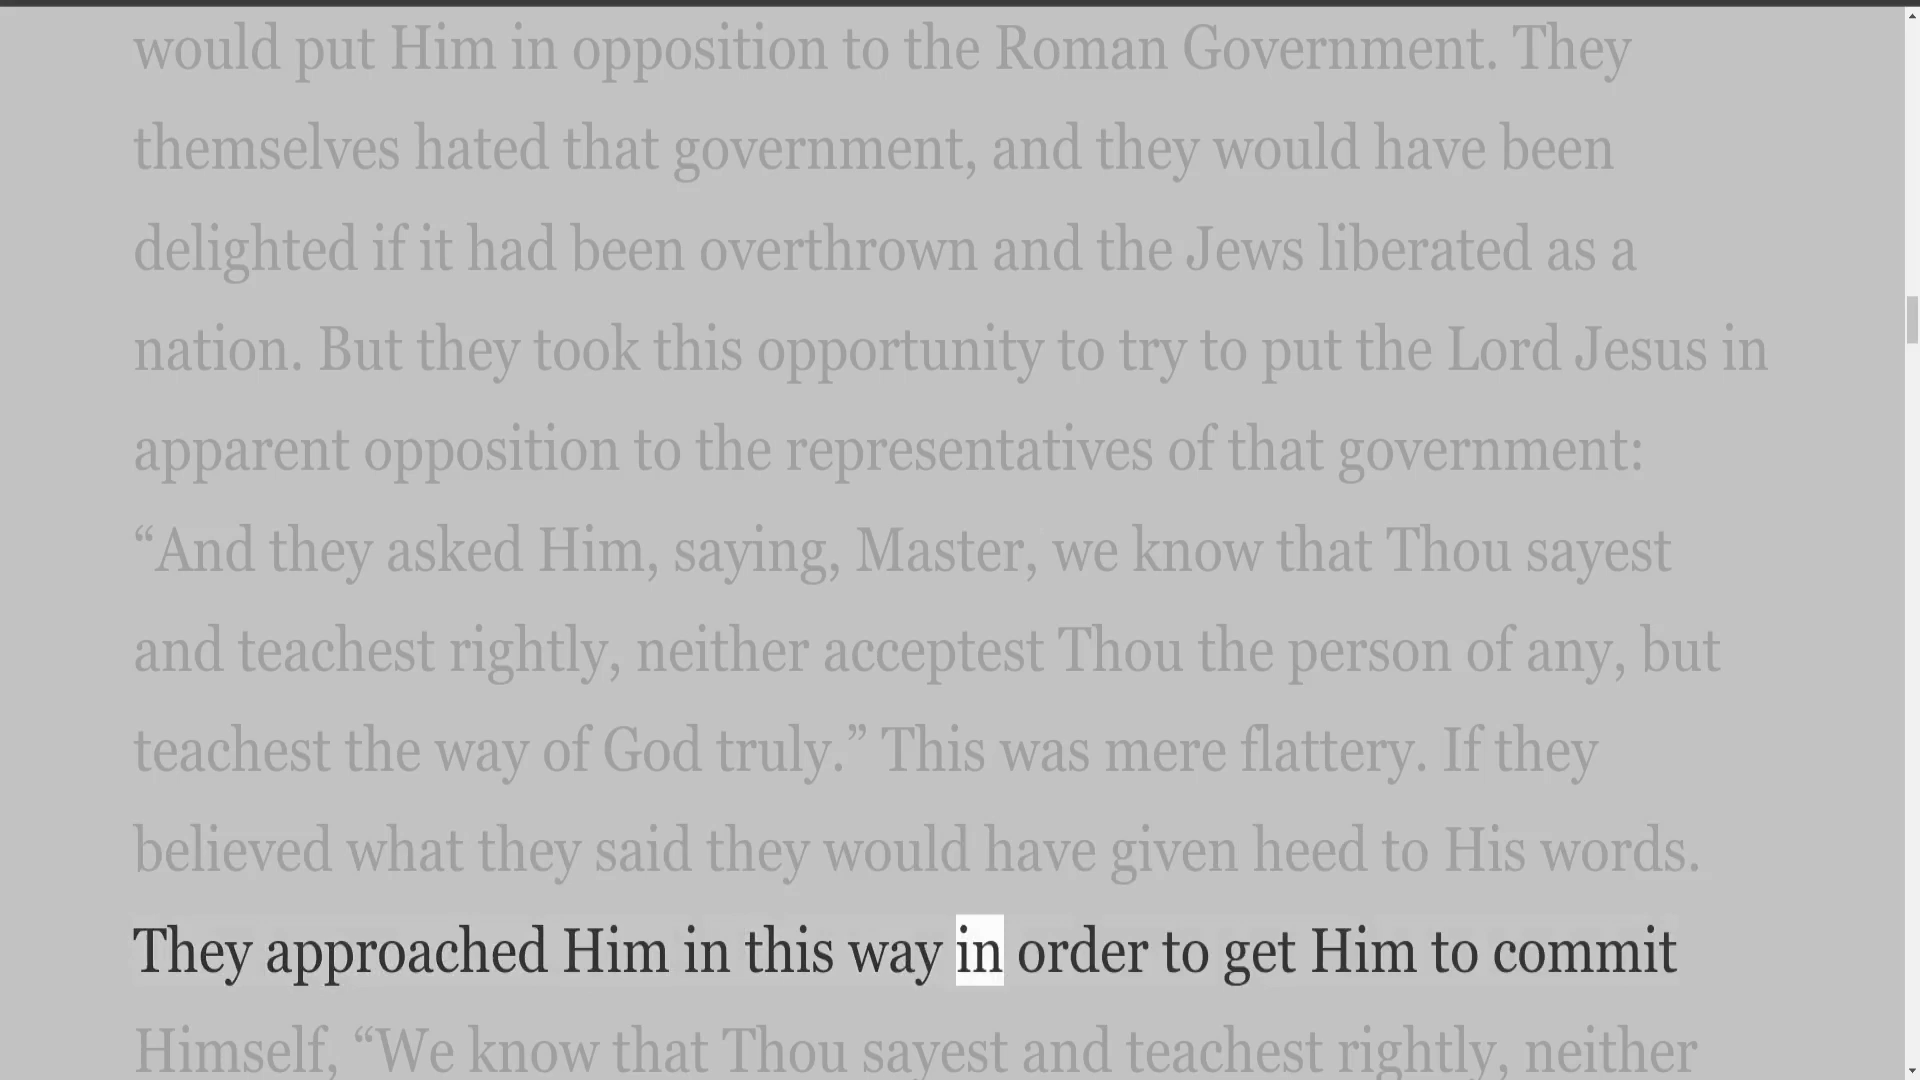 would put Him in opposition to the Roman Government. They
themselves hated that government, and they would have been
delighted if it had been overthrown and the Jews liberated as a
nation. But they took this opportunity to try to put the Lord Jesus in
apparent opposition to the representatives of that government:
“And they asked Him, saying, Master, we know that Thou sayest
and teachest rightly, neither acceptest Thou the person of any, but
teachest the way of God truly.” This was mere flattery. If they
believed what they said they would have given heed to His words.
They approached Him in this way in order to get Him to commit
Himself, “We know that Thou sayest and teachest rightly, neither